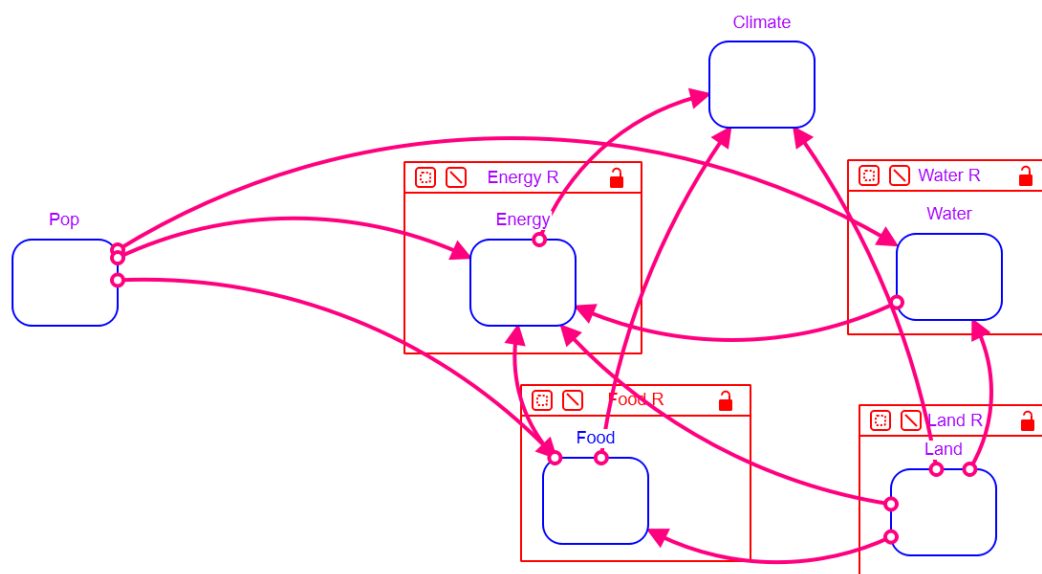 Climate
Energy R
Water R
Pop
Energy
Water
Food R
Land R
Food
Land